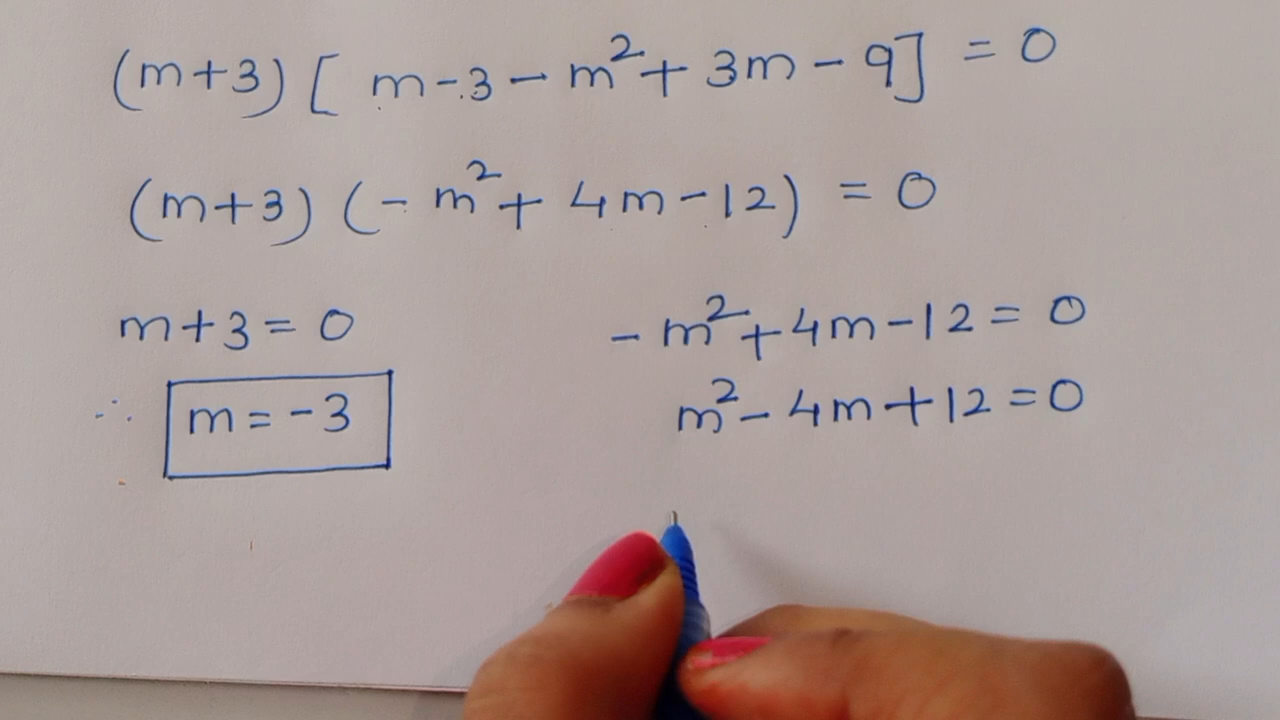 (m+3) [ m-3 - m² + 3m - 9] = 0
(m+3) (- m² + 4m - 12) = 0
m+3 = 0
∴ m = -3
- m² + 4m - 12 = 0
m² - 4m + 12 = 0